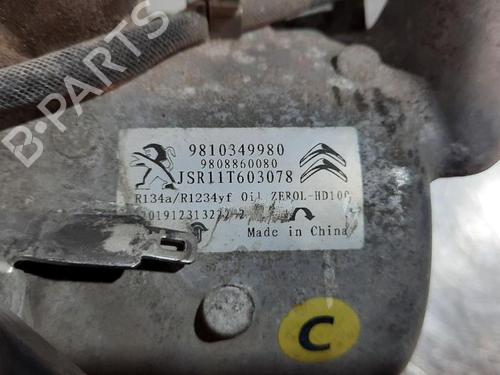 9810349980
9808860080
JSR11T603078
R134a/R1234yf Oil ZEROL-HD100
Made in China
C
B-PARTS